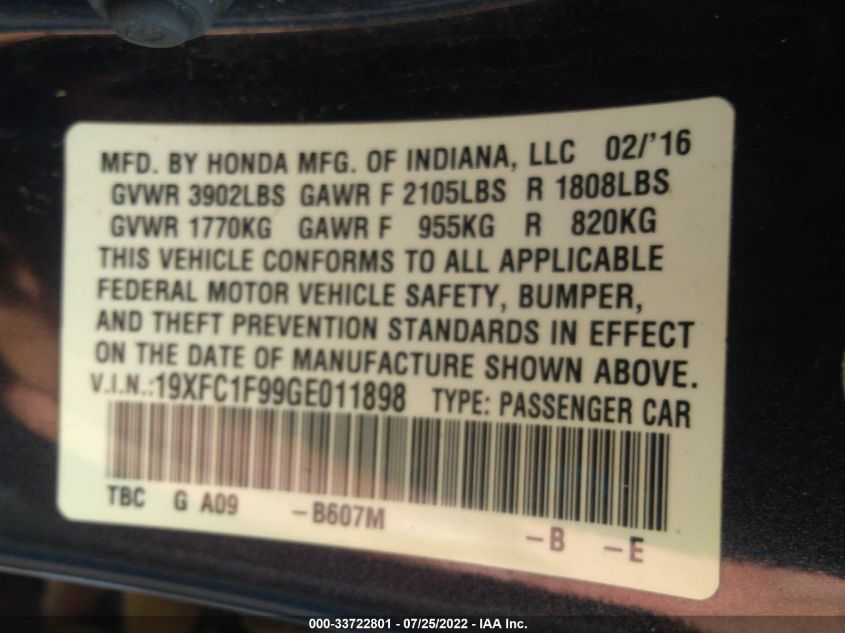 MFD. BY HONDA MFG. OF INDIANA, LLC 02/'16
GVWR 3902LBS GAWR F 2105LBS R 1808LBS
GVWR 1770KG GAWR F 955KG R 820KG
THIS VEHICLE CONFORMS TO ALL APPLICABLE
FEDERAL MOTOR VEHICLE SAFETY, BUMPER,
AND THEFT PREVENTION STANDARDS IN EFFECT
ON THE DATE OF MANUFACTURE SHOWN ABOVE.
V.I.N.:19XFC1F99GE011898 TYPE: PASSENGER CAR
TBC G A09 -B607M -B -E
000-33722801 - 07/25/2022 - IAA Inc.